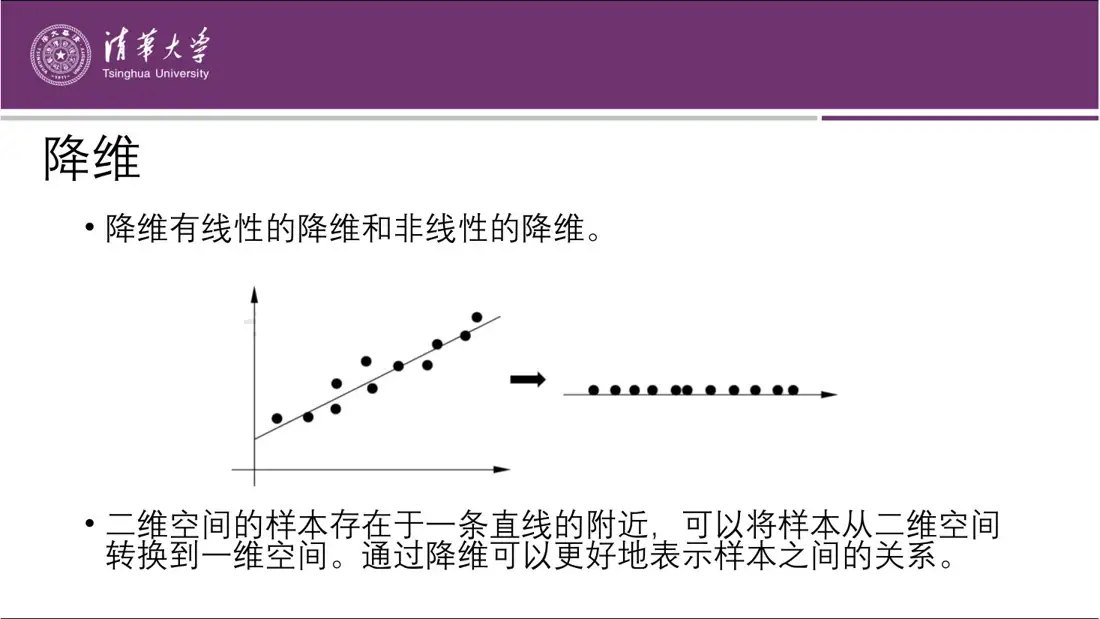 清华大学
Tsinghua University
降维
• 降维有线性的降维和非线性的降维。
• 二维空间的样本存在于一条直线的附近，可以将样本从二维空间
转换到一维空间。通过降维可以更好地表示样本之间的关系。